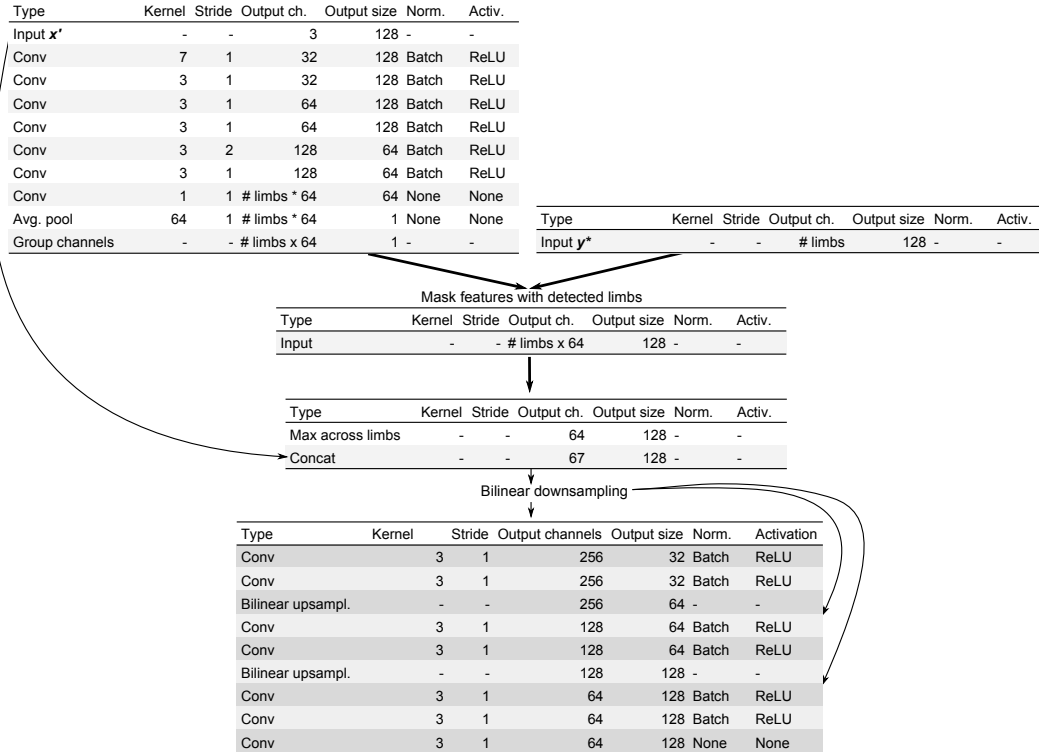 Type Kernel Stride Output ch. Output size Norm. Activ.
Input x' - - 3 128 - -
Conv 7 1 32 128 Batch ReLU
Conv 3 1 32 128 Batch ReLU
Conv 3 1 64 128 Batch ReLU
Conv 3 1 64 128 Batch ReLU
Conv 3 2 128 64 Batch ReLU
Conv 3 1 128 64 Batch ReLU
Conv 1 1 # limbs * 64 64 None None
Avg. pool 64 1 # limbs * 64 1 None None
Group channels - - # limbs x 64 1 - -
Type Kernel Stride Output ch. Output size Norm. Activ.
Input y* - - # limbs 128 - -
Mask features with detected limbs
Type Kernel Stride Output ch. Output size Norm. Activ.
Input - - # limbs x 64 128 - -
Type Kernel Stride Output ch. Output size Norm. Activ.
Max across limbs - - 64 128 - -
Concat - - 67 128 - -
Bilinear downsampling
Type Kernel Stride Output channels Output size Norm. Activation
Conv 3 1 256 32 Batch ReLU
Conv 3 1 256 32 Batch ReLU
Bilinear upsampl. - - 256 64 - -
Conv 3 1 128 64 Batch ReLU
Conv 3 1 128 64 Batch ReLU
Bilinear upsampl. - - 128 128 - -
Conv 3 1 64 128 Batch ReLU
Conv 3 1 64 128 Batch ReLU
Conv 3 1 64 128 None None